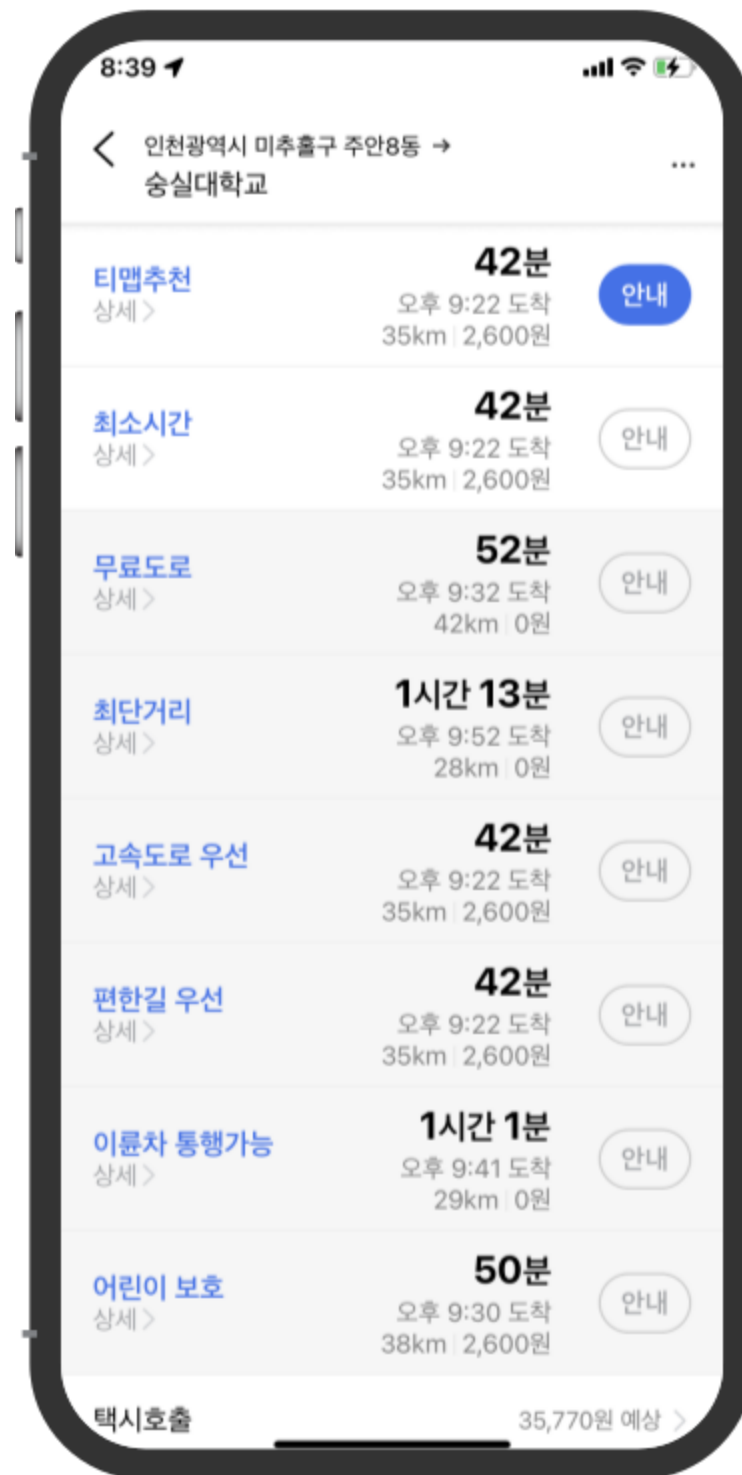 8:39
인천광역시 미추홀구 주안8동 →
숭실대학교
...
티맵추천
상세 >
42분
오후 9:22 도착
35km | 2,600원
안내
최소시간
상세 >
42분
오후 9:22 도착
35km | 2,600원
안내
무료도로
상세 >
52분
오후 9:32 도착
42km | 0원
안내
최단거리
상세 >
1시간 13분
오후 9:52 도착
28km | 0원
안내
고속도로 우선
상세 >
42분
오후 9:22 도착
35km | 2,600원
안내
편한길 우선
상세 >
42분
오후 9:22 도착
35km | 2,600원
안내
이륜차 통행가능
상세 >
1시간 1분
오후 9:41 도착
29km | 0원
안내
어린이 보호
상세 >
50분
오후 9:30 도착
38km | 2,600원
안내
택시호출
35,770원 예상 >